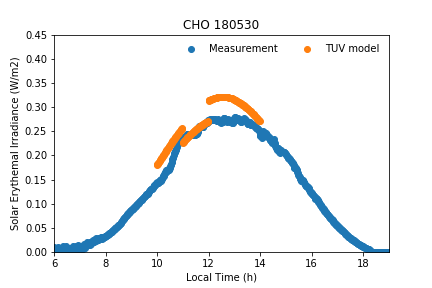 CHO 180530
Measurement
TUV model
Solar Erythemal Irradiance (W/m2)
0.45
0.40
0.35
0.30
0.25
0.20
0.15
0.10
0.05
0.00
6 8 10 12 14 16 18
Local Time (h)